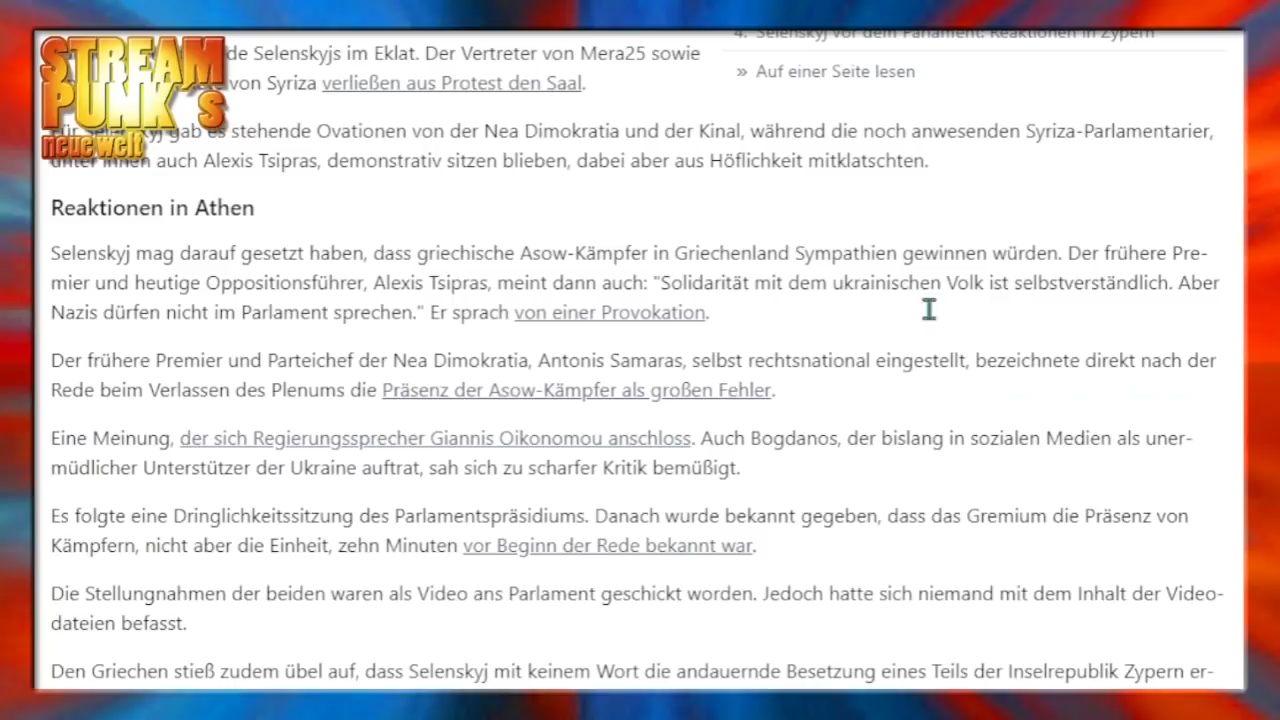 STREAM
PUNK´s
neue welt
4. Selenskyj vor dem Parlament: Reaktionen in Zypern
» Auf einer Seite lesen
de Selenskyjs im Eklat. Der Vertreter von Mera25 sowie
von Syriza verließen aus Protest den Saal.
Für Selenskyj gab es stehende Ovationen von der Nea Dimokratia und der Kinal, während die noch anwesenden Syriza-Parlamentarier,
unter ihnen auch Alexis Tsipras, demonstrativ sitzen blieben, dabei aber aus Höflichkeit mitklatschten.
Reaktionen in Athen
Selenskyj mag darauf gesetzt haben, dass griechische Asow-Kämpfer in Griechenland Sympathien gewinnen würden. Der frühere Pre-
mier und heutige Oppositionsführer, Alexis Tsipras, meint dann auch: "Solidarität mit dem ukrainischen Volk ist selbstverständlich. Aber
Nazis dürfen nicht im Parlament sprechen." Er sprach von einer Provokation.
Der frühere Premier und Parteichef der Nea Dimokratia, Antonis Samaras, selbst rechtsnational eingestellt, bezeichnete direkt nach der
Rede beim Verlassen des Plenums die Präsenz der Asow-Kämpfer als großen Fehler.
Eine Meinung, der sich Regierungssprecher Giannis Oikonomou anschloss. Auch Bogdanos, der bislang in sozialen Medien als uner-
müdlicher Unterstützer der Ukraine auftrat, sah sich zu scharfer Kritik bemüßigt.
Es folgte eine Dringlichkeitssitzung des Parlamentspräsidiums. Danach wurde bekannt gegeben, dass das Gremium die Präsenz von
Kämpfern, nicht aber die Einheit, zehn Minuten vor Beginn der Rede bekannt war.
Die Stellungnahmen der beiden waren als Video ans Parlament geschickt worden. Jedoch hatte sich niemand mit dem Inhalt der Video-
dateien befasst.
Den Griechen stieß zudem übel auf, dass Selenskyj mit keinem Wort die andauernde Besetzung eines Teils der Inselrepublik Zypern er-